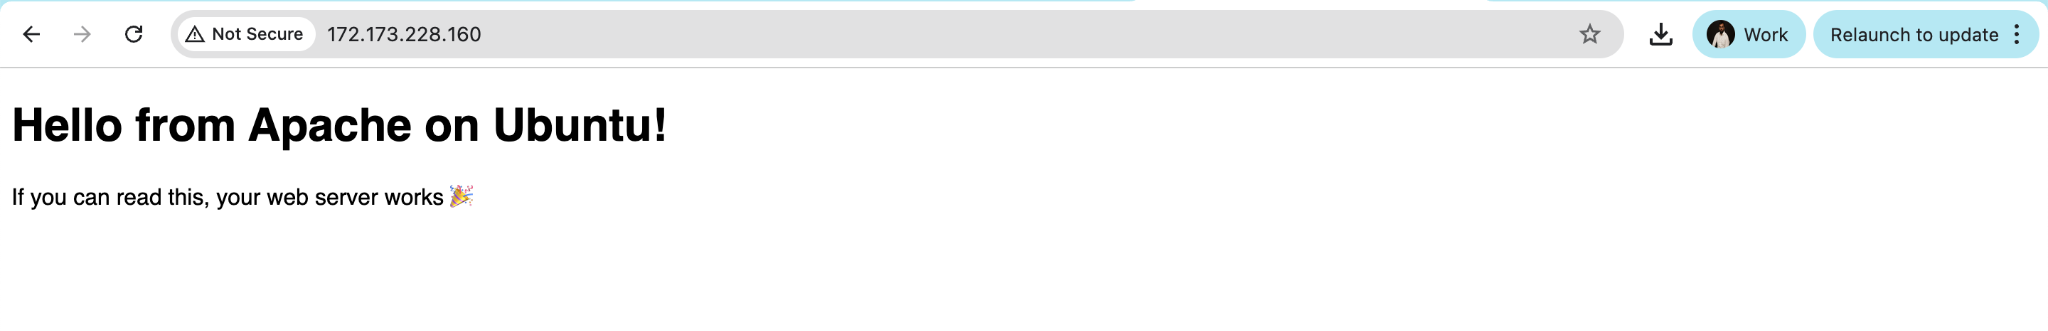 Not Secure 172.173.228.160 Work Relaunch to update
Hello from Apache on Ubuntu!
If you can read this, your web server works 🎉